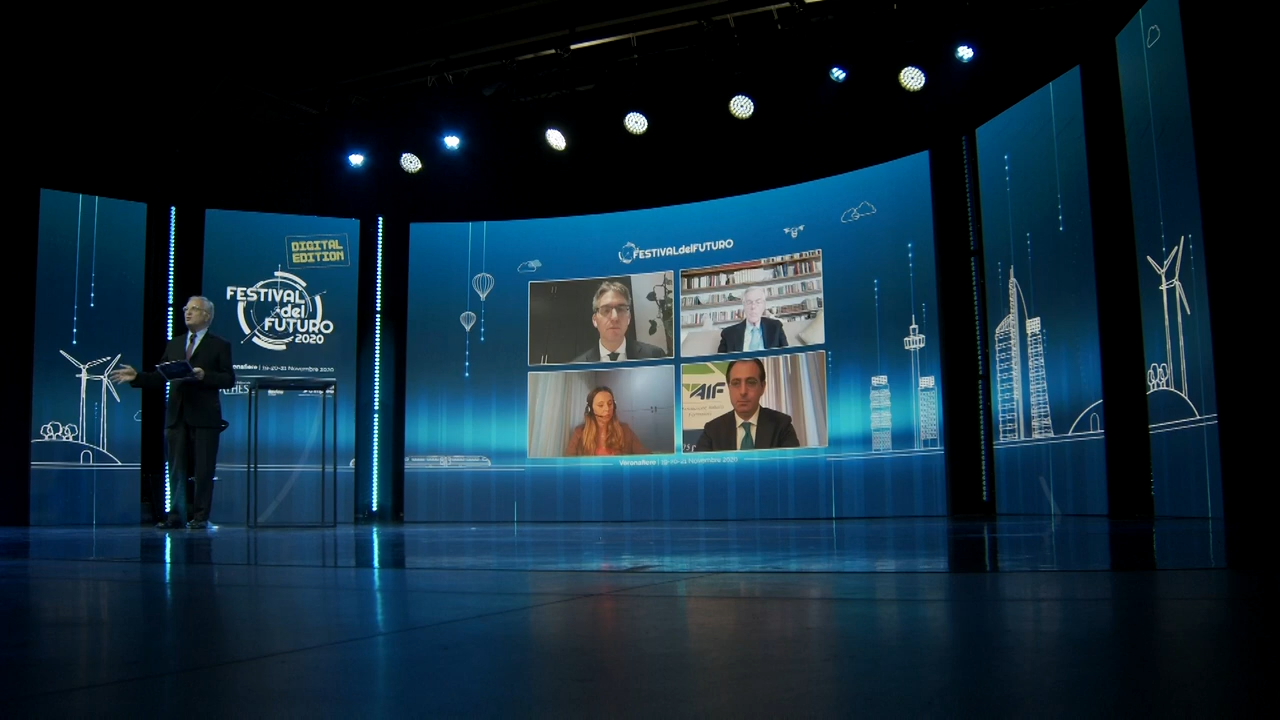 DIGITAL
EDITION
FESTIVAL
del
FUTURO
2020
Veronafiere | 19-20-21 Novembre 2020
FESTIVALdelFUTURO
AIF
Veronafiere | 19-20-21 Novembre 2020